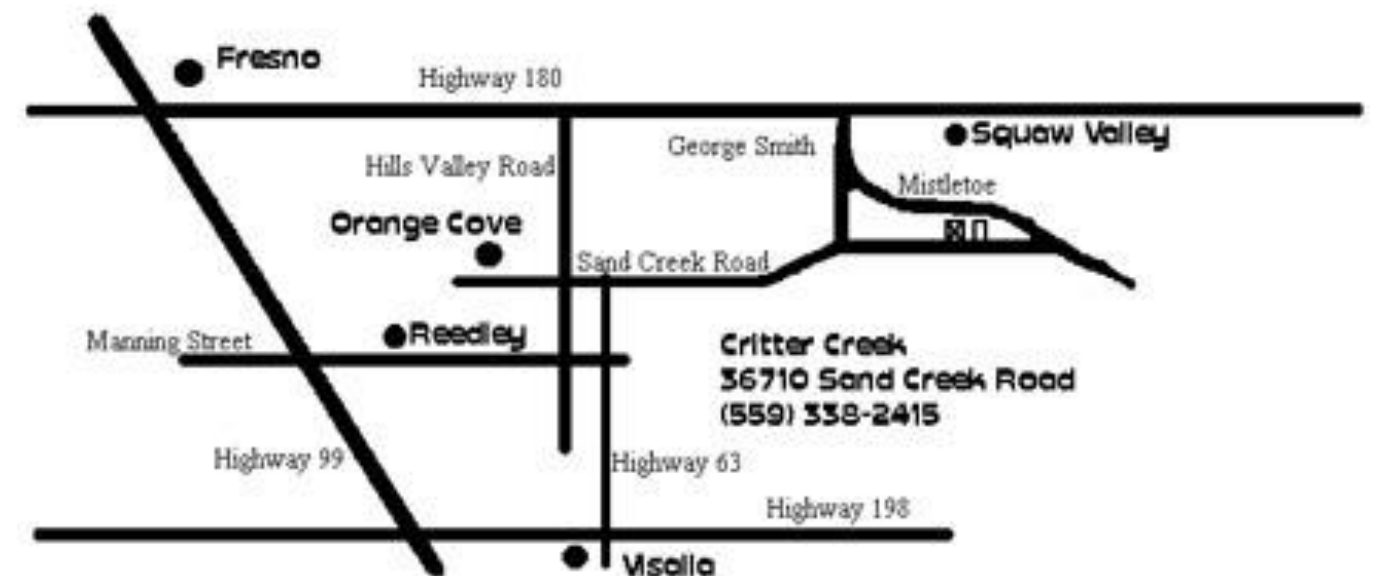 Fresno
Highway 180
George Smith
Squaw Valley
Hills Valley Road
Mistletoe
Orange Cove
Sand Creek Road
Manning Street
Reedley
Critter Creek
36710 Sand Creek Road
(559) 338-2415
Highway 99
Highway 63
Highway 198
Visalia